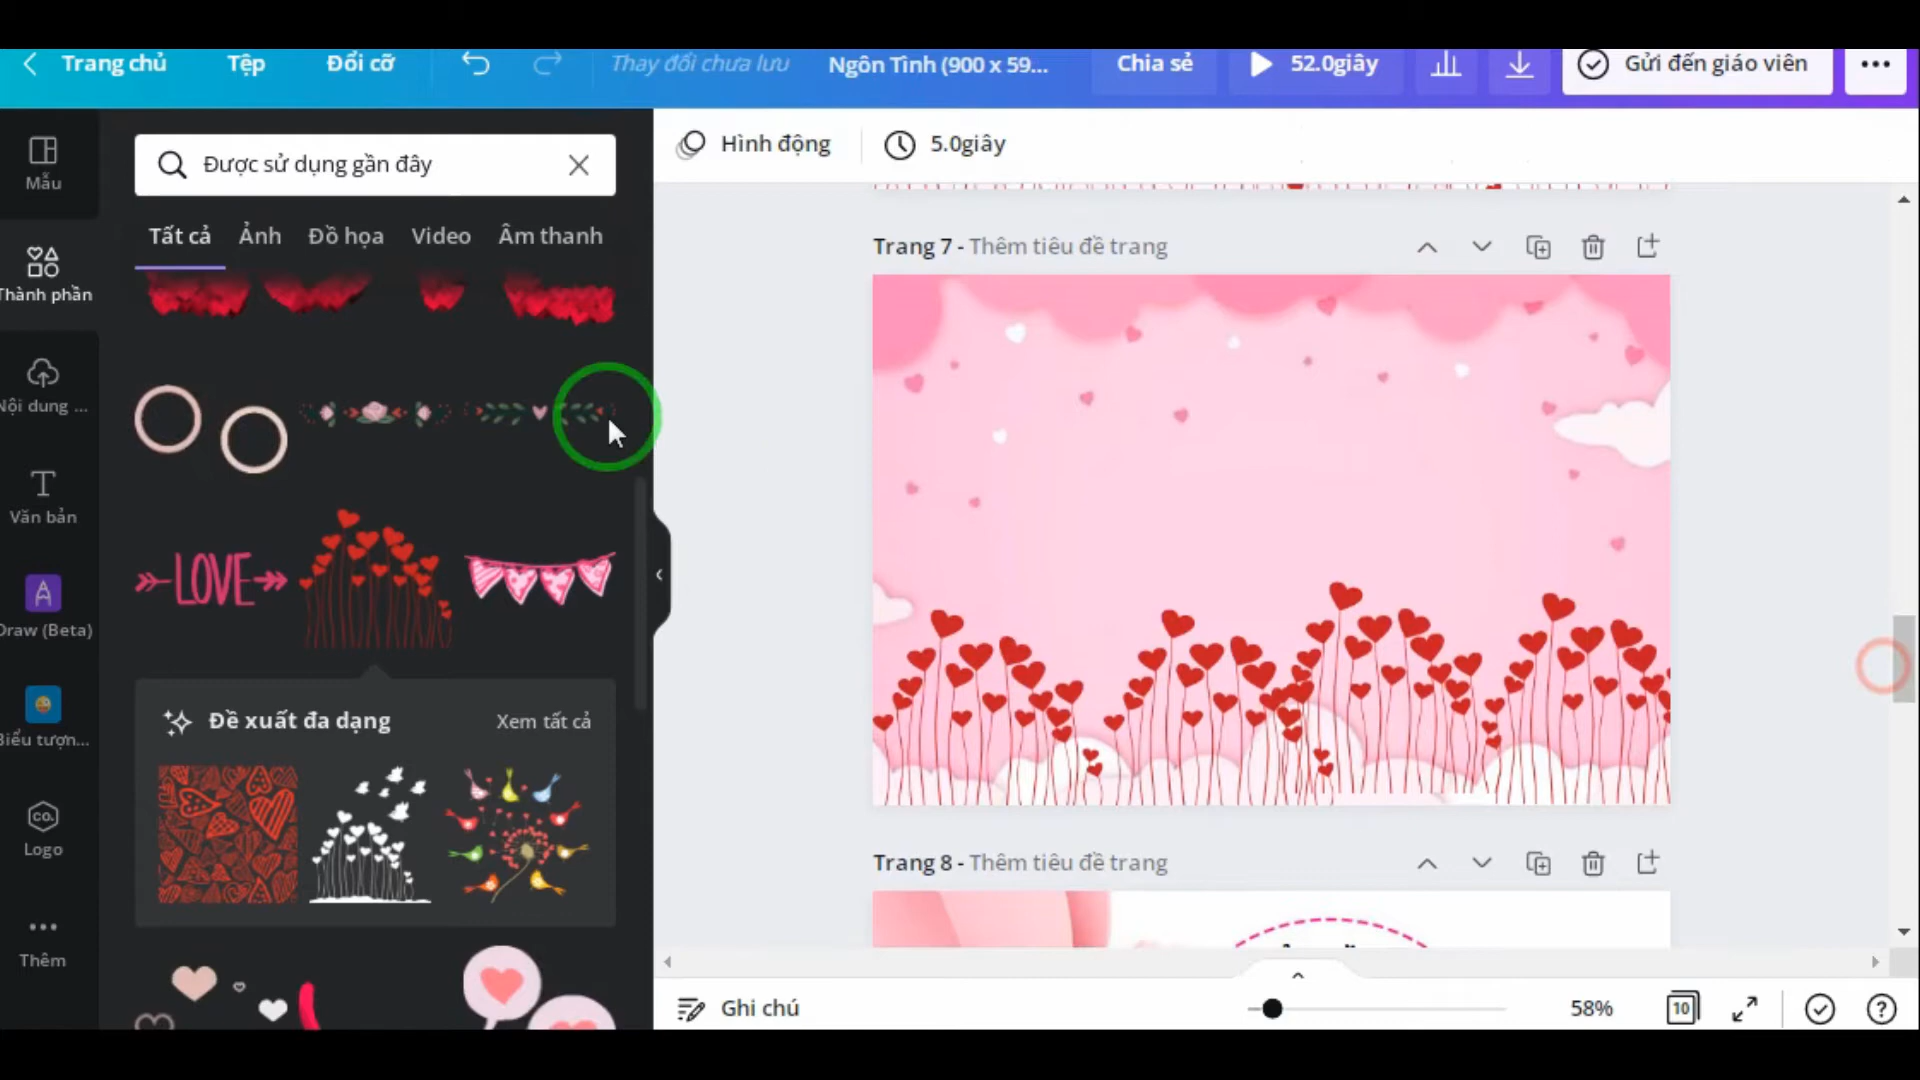 Trang chủ
Tệp
Đổi cỡ
Thay đổi chưa lưu
Ngôn Tình (900 x 59...
Chia sẻ
52.0giây
Gửi đến giáo viên
Mẫu
Thành phần
Nội dung ...
Văn bản
Draw (Beta)
Biểu tượn...
CO.
Logo
Thêm
Được sử dụng gần đây
Tất cả
Ảnh
Đồ họa
Video
Âm thanh
LOVE
Đề xuất đa dạng
Xem tất cả
Hình động
5.0giây
Trang 7 - Thêm tiêu đề trang
Trang 8 - Thêm tiêu đề trang
Ghi chú
58%
10